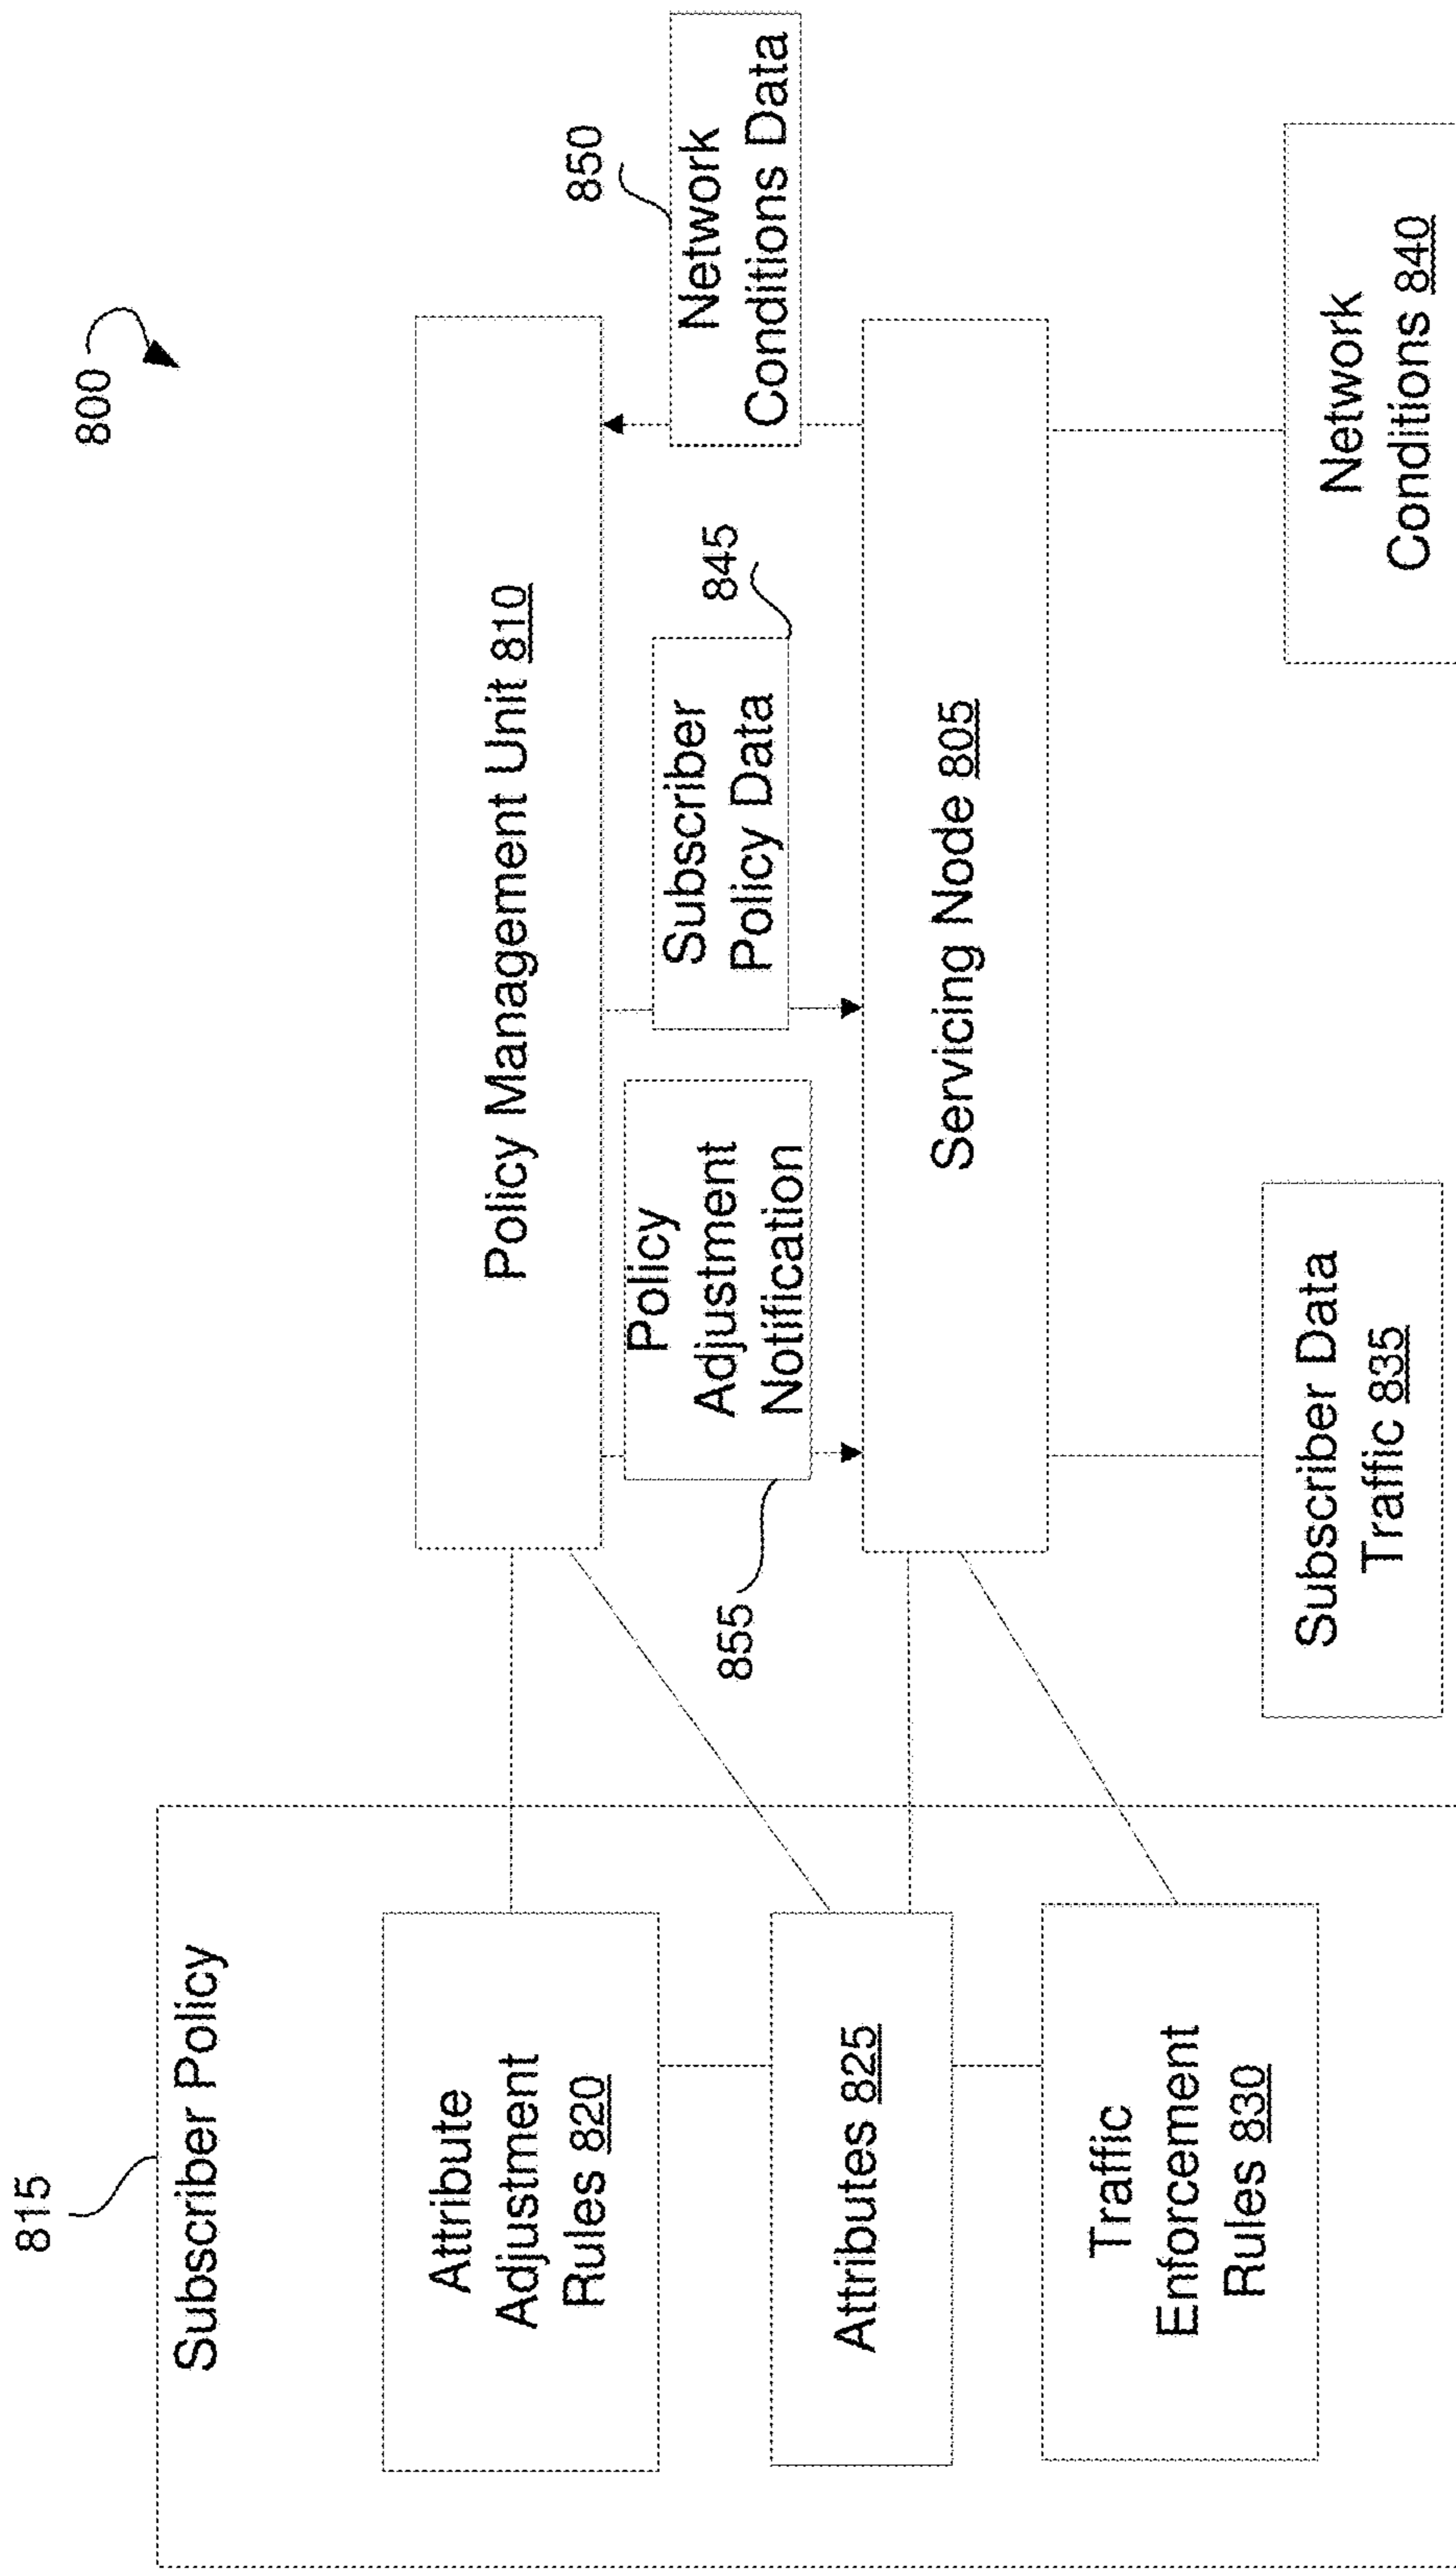 800
815
Subscriber Policy
Attribute
Adjustment
Rules 820
Attributes 825
Traffic
Enforcement
Rules 830
Policy Management Unit 810
855
Policy
Adjustment
Notification
Subscriber
Policy Data
845
850
Network
Conditions Data
Servicing Node 805
Subscriber Data
Traffic 835
Network
Conditions 840